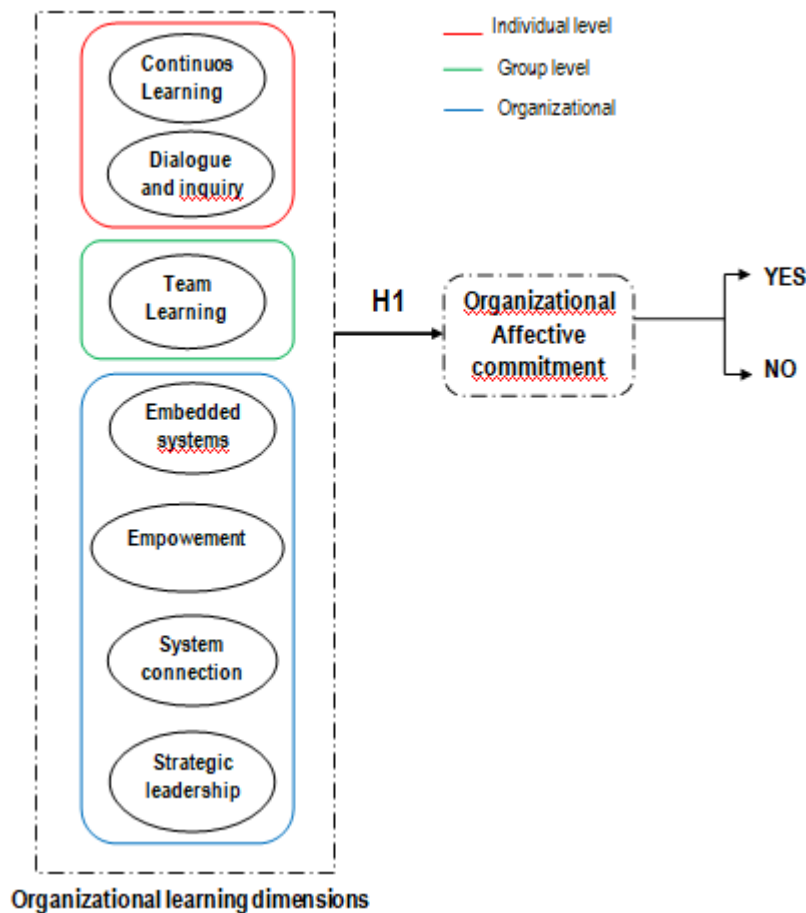 Continuos
Learning
Dialogue
and inquiry
Team
Learning
Embedded
systems
Empowement
System
connection
Strategic
leadership
Organizational learning dimensions
H1
Organizational
Affective
commitment
YES
NO
Individual level
Group level
Organizational